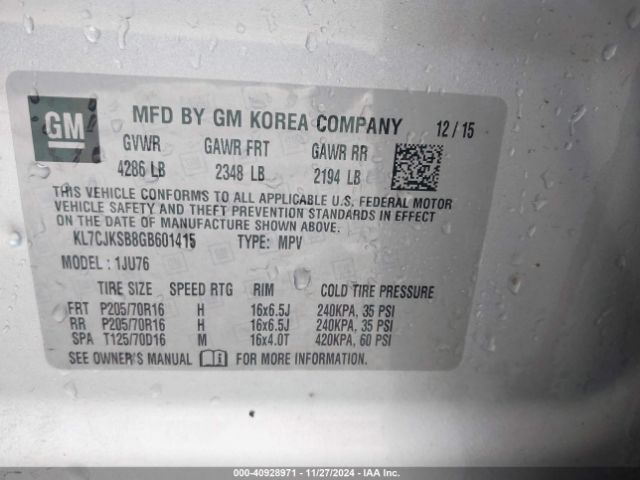 GM
MFD BY GM KOREA COMPANY 12 / 15
GVWR GAWR FRT GAWR RR
4286 LB 2348 LB 2194 LB
THIS VEHICLE CONFORMS TO ALL APPLICABLE U.S. FEDERAL MOTOR
VEHICLE SAFETY AND THEFT PREVENTION STANDARDS IN EFFECT
ON THE DATE OF MANUFACTURE SHOWN ABOVE.
KL7CJKSB8GB601415 TYPE: MPV
MODEL : 1JU76
TIRE SIZE SPEED RTG RIM COLD TIRE PRESSURE
FRT P205/70R16 H 16x6.5J 240KPA, 35 PSI
RR P205/70R16 H 16x6.5J 240KPA, 35 PSI
SPA T125/70D16 M 16x4.0T 420KPA, 60 PSI
SEE OWNER'S MANUAL FOR MORE INFORMATION.
000-40928971 - 11/27/2024 - IAA Inc.